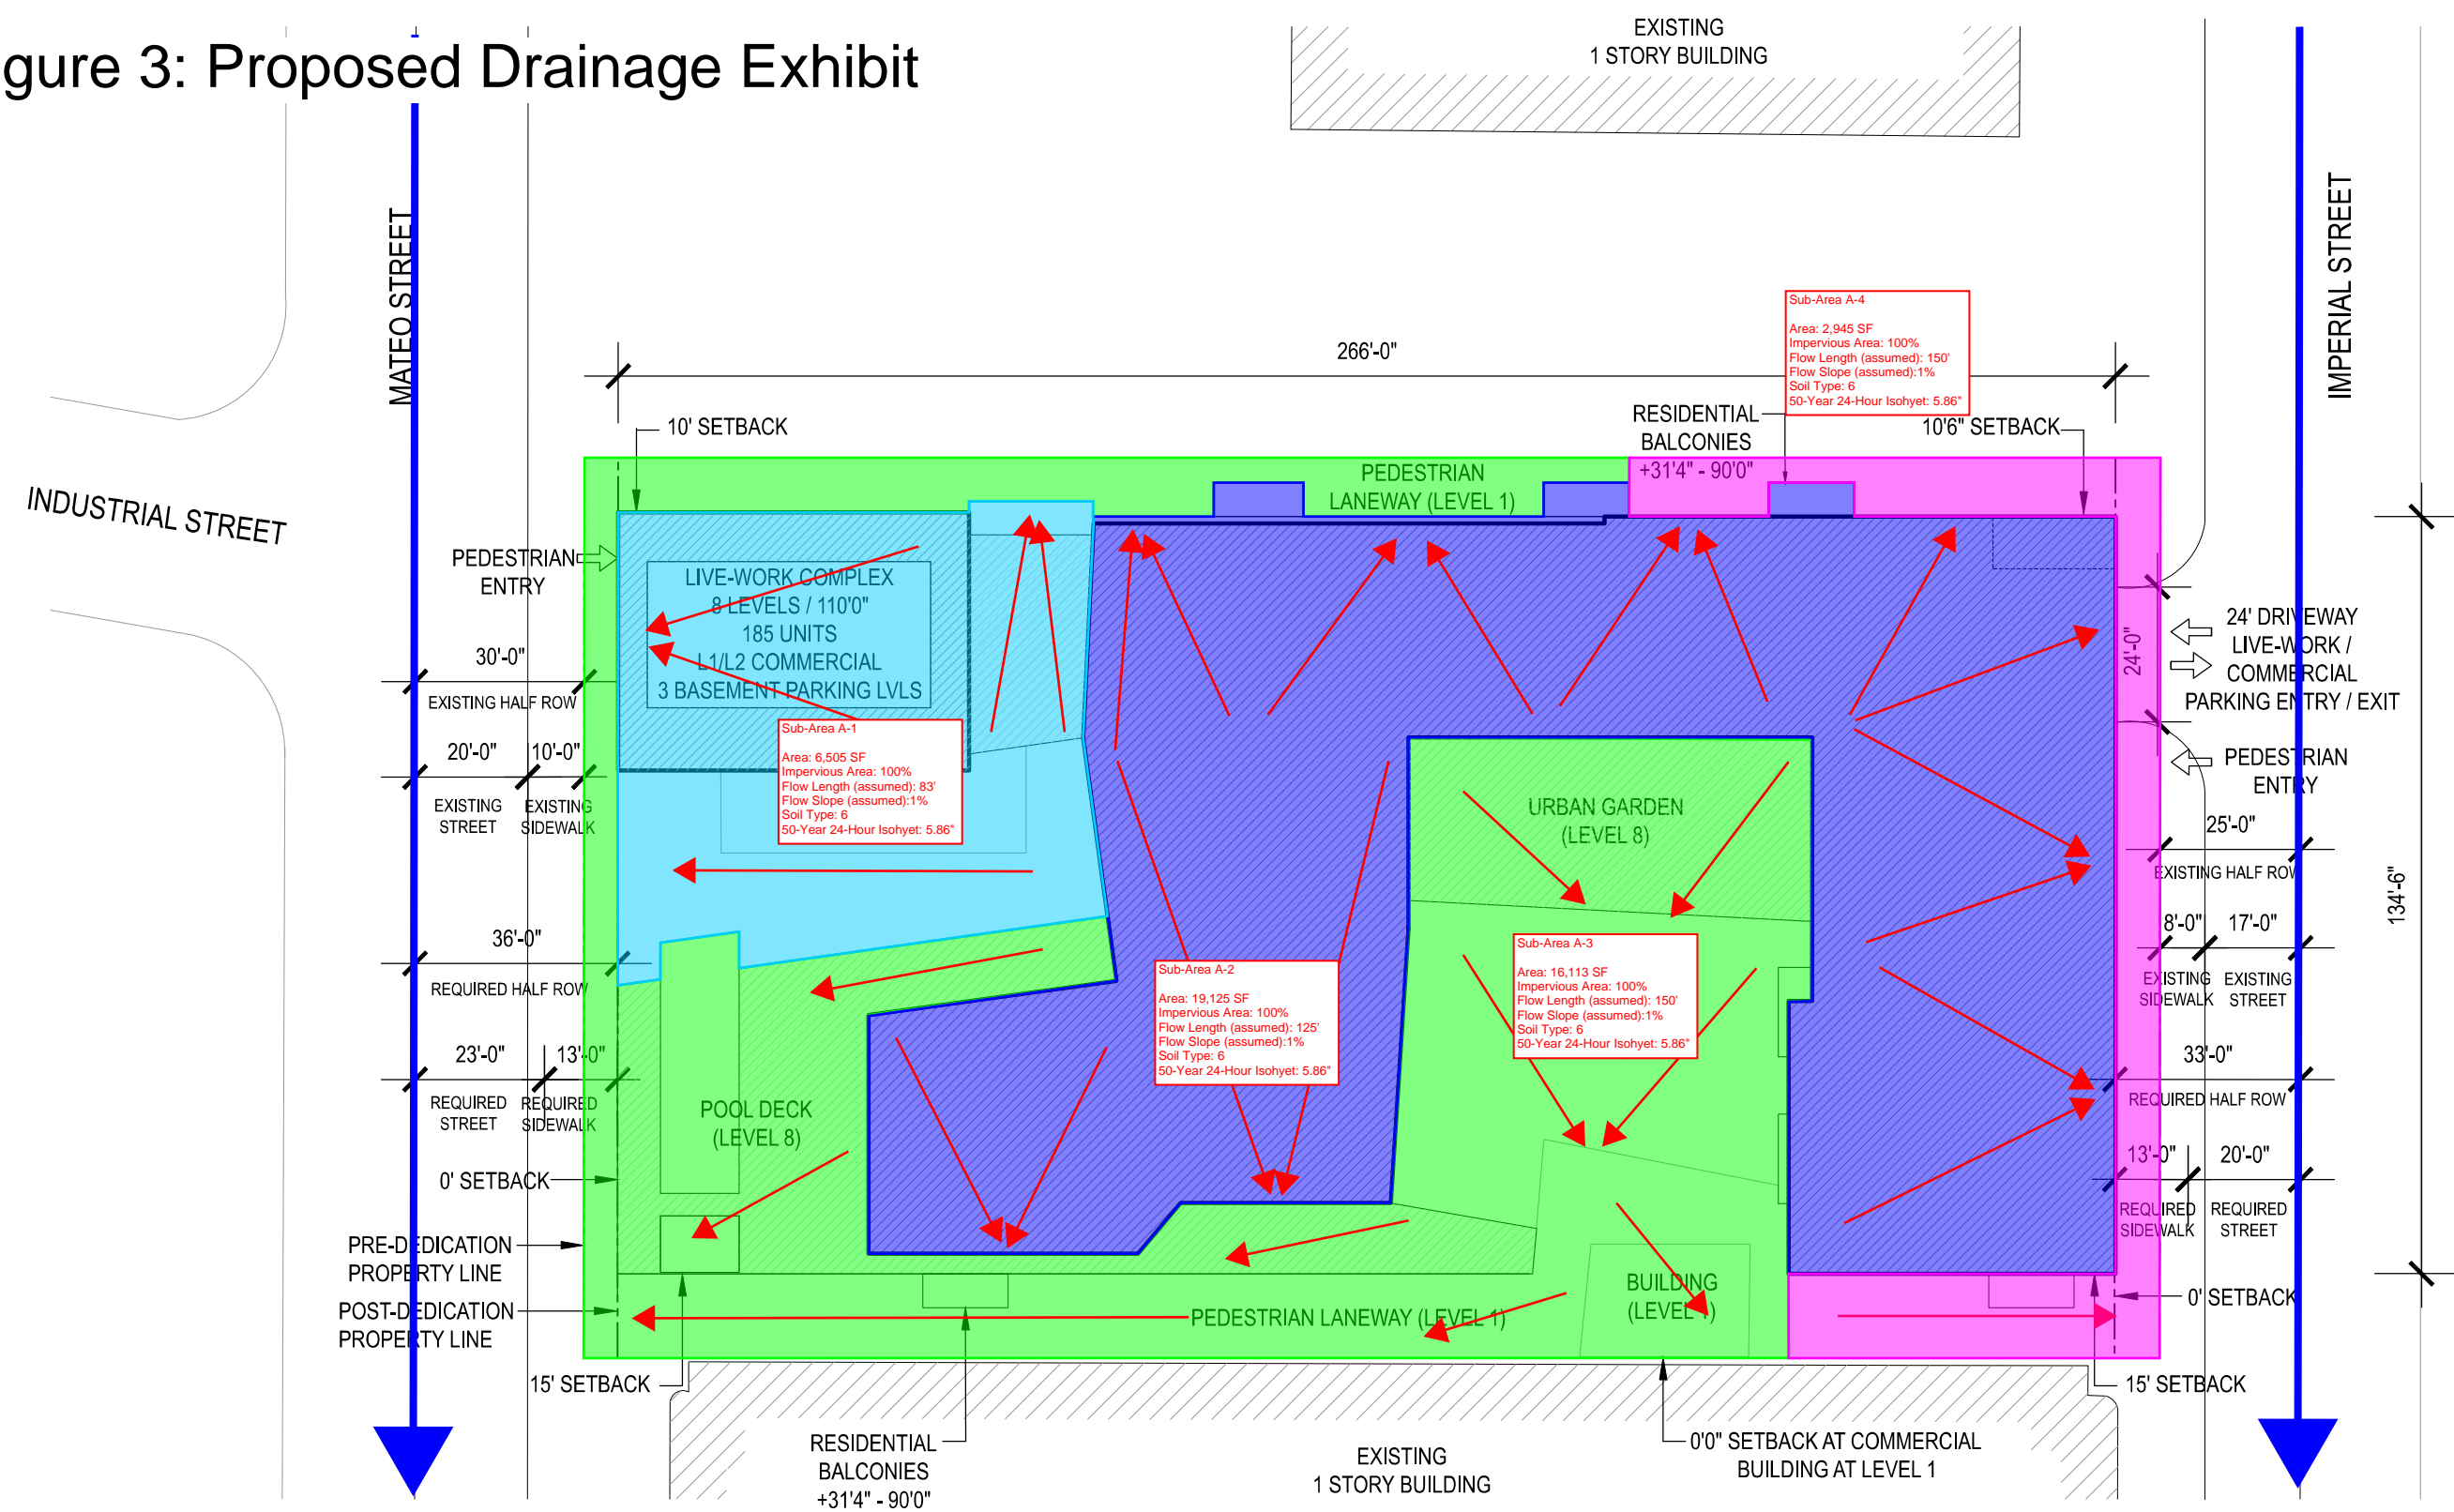 gure 3: Proposed Drainage Exhibit
EXISTING
1 STORY BUILDING
MATEO STREET
IMPERIAL STREET
INDUSTRIAL STREET
266'-0"
Sub-Area A-4
Area: 2,945 SF
Impervious Area: 100%
Flow Length (assumed): 150'
Flow Slope (assumed):1%
Soil Type: 6
50-Year 24-Hour Isohyet: 5.86"
10' SETBACK
RESIDENTIAL
BALCONIES
+31'4" - 90'0"
10'6" SETBACK
PEDESTRIAN
LANEWAY (LEVEL 1)
PEDESTRIAN
ENTRY
LIVE-WORK COMPLEX
8 LEVELS / 110'0"
185 UNITS
L1/L2 COMMERCIAL
3 BASEMENT PARKING LVLS
24'-0"
24' DRIVEWAY
LIVE-WORK /
COMMERCIAL
PARKING ENTRY / EXIT
PEDESTRIAN
ENTRY
30'-0"
EXISTING HALF ROW
20'-0"
10'-0"
EXISTING
STREET
EXISTING
SIDEWALK
Sub-Area A-1
Area: 6,505 SF
Impervious Area: 100%
Flow Length (assumed): 83'
Flow Slope (assumed):1%
Soil Type: 6
50-Year 24-Hour Isohyet: 5.86"
URBAN GARDEN
(LEVEL 8)
25'-0"
EXISTING HALF ROW
134'-6"
8'-0"
17'-0"
EXISTING
SIDEWALK
EXISTING
STREET
36'-0"
REQUIRED HALF ROW
Sub-Area A-2
Area: 19,125 SF
Impervious Area: 100%
Flow Length (assumed): 125'
Flow Slope (assumed):1%
Soil Type: 6
50-Year 24-Hour Isohyet: 5.86"
Sub-Area A-3
Area: 16,113 SF
Impervious Area: 100%
Flow Length (assumed): 150'
Flow Slope (assumed):1%
Soil Type: 6
50-Year 24-Hour Isohyet: 5.86"
23'-0"
13'-0"
REQUIRED
STREET
REQUIRED
SIDEWALK
33'-0"
REQUIRED HALF ROW
POOL DECK
(LEVEL 8)
13'-0"
20'-0"
REQUIRED
SIDEWALK
REQUIRED
STREET
0' SETBACK
PRE-DEDICATION
PROPERTY LINE
POST-DEDICATION
PROPERTY LINE
BUILDING
(LEVEL 1)
PEDESTRIAN LANEWAY (LEVEL 1)
0' SETBACK
15' SETBACK
15' SETBACK
RESIDENTIAL
BALCONIES
+31'4" - 90'0"
EXISTING
1 STORY BUILDING
0'0" SETBACK AT COMMERCIAL
BUILDING AT LEVEL 1